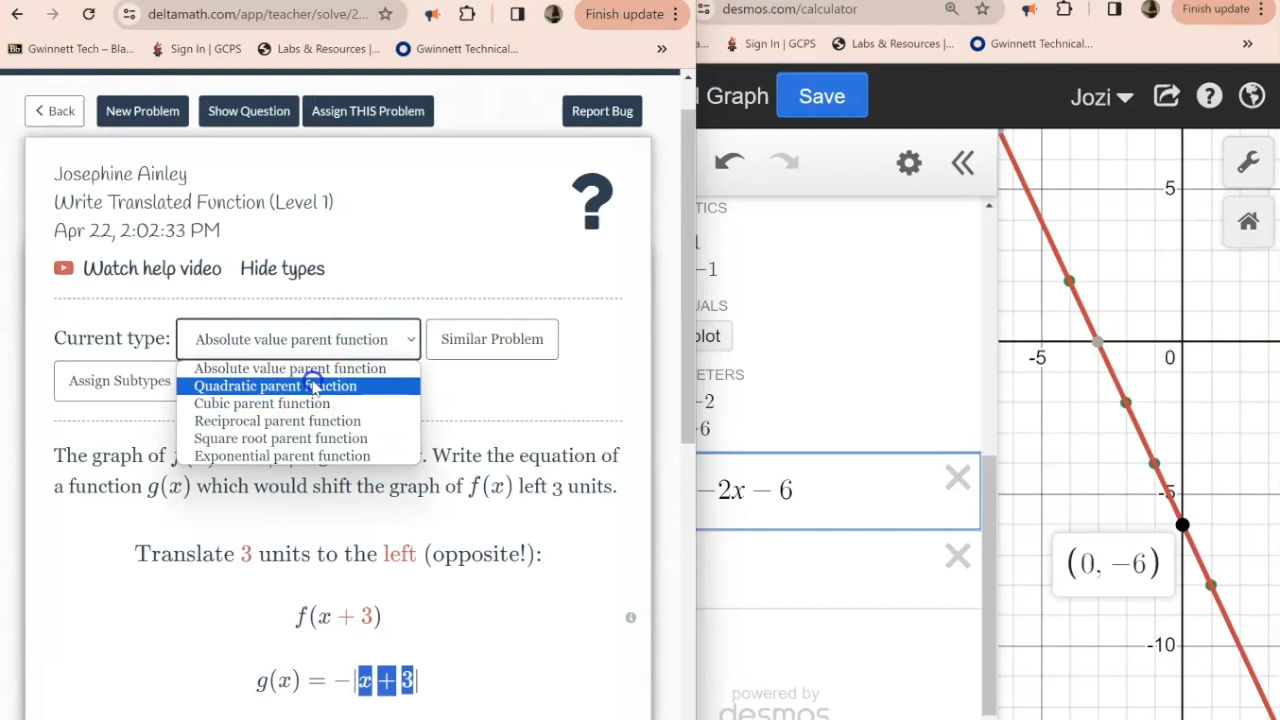 deltamath.com/app/teacher/solve/2...
Finish update
Gwinnett Tech – Bla...
Sign In | GCPS
Labs & Resources |...
Gwinnett Technical...
»
Back
New Problem
Show Question
Assign THIS Problem
Report Bug
Josephine Ainley
Write Translated Function (Level 1)
Apr 22, 2:02:33 PM
?
Watch help video
Hide types
Current type:
Absolute value parent function
Similar Problem
Assign Subtypes
Absolute value parent function
Quadratic parent function
Cubic parent function
Reciprocal parent function
Square root parent function
Exponential parent function
The graph of . Write the equation of
a function g(x) which would shift the graph of f(x) left 3 units.
Translate 3 units to the left (opposite!):
f(x + 3)
g(x) = −|x + 3|
desmos.com/calculator
Finish update
a...
Sign In | GCPS
Labs & Resources |...
Gwinnett Technical...
»
l Graph
Save
Jozi
TICS
1
−1
UALS
plot
ETERS
−2
−6
−2x − 6
powered by
desmos
5
-5
0
-5
(0, −6)
-10